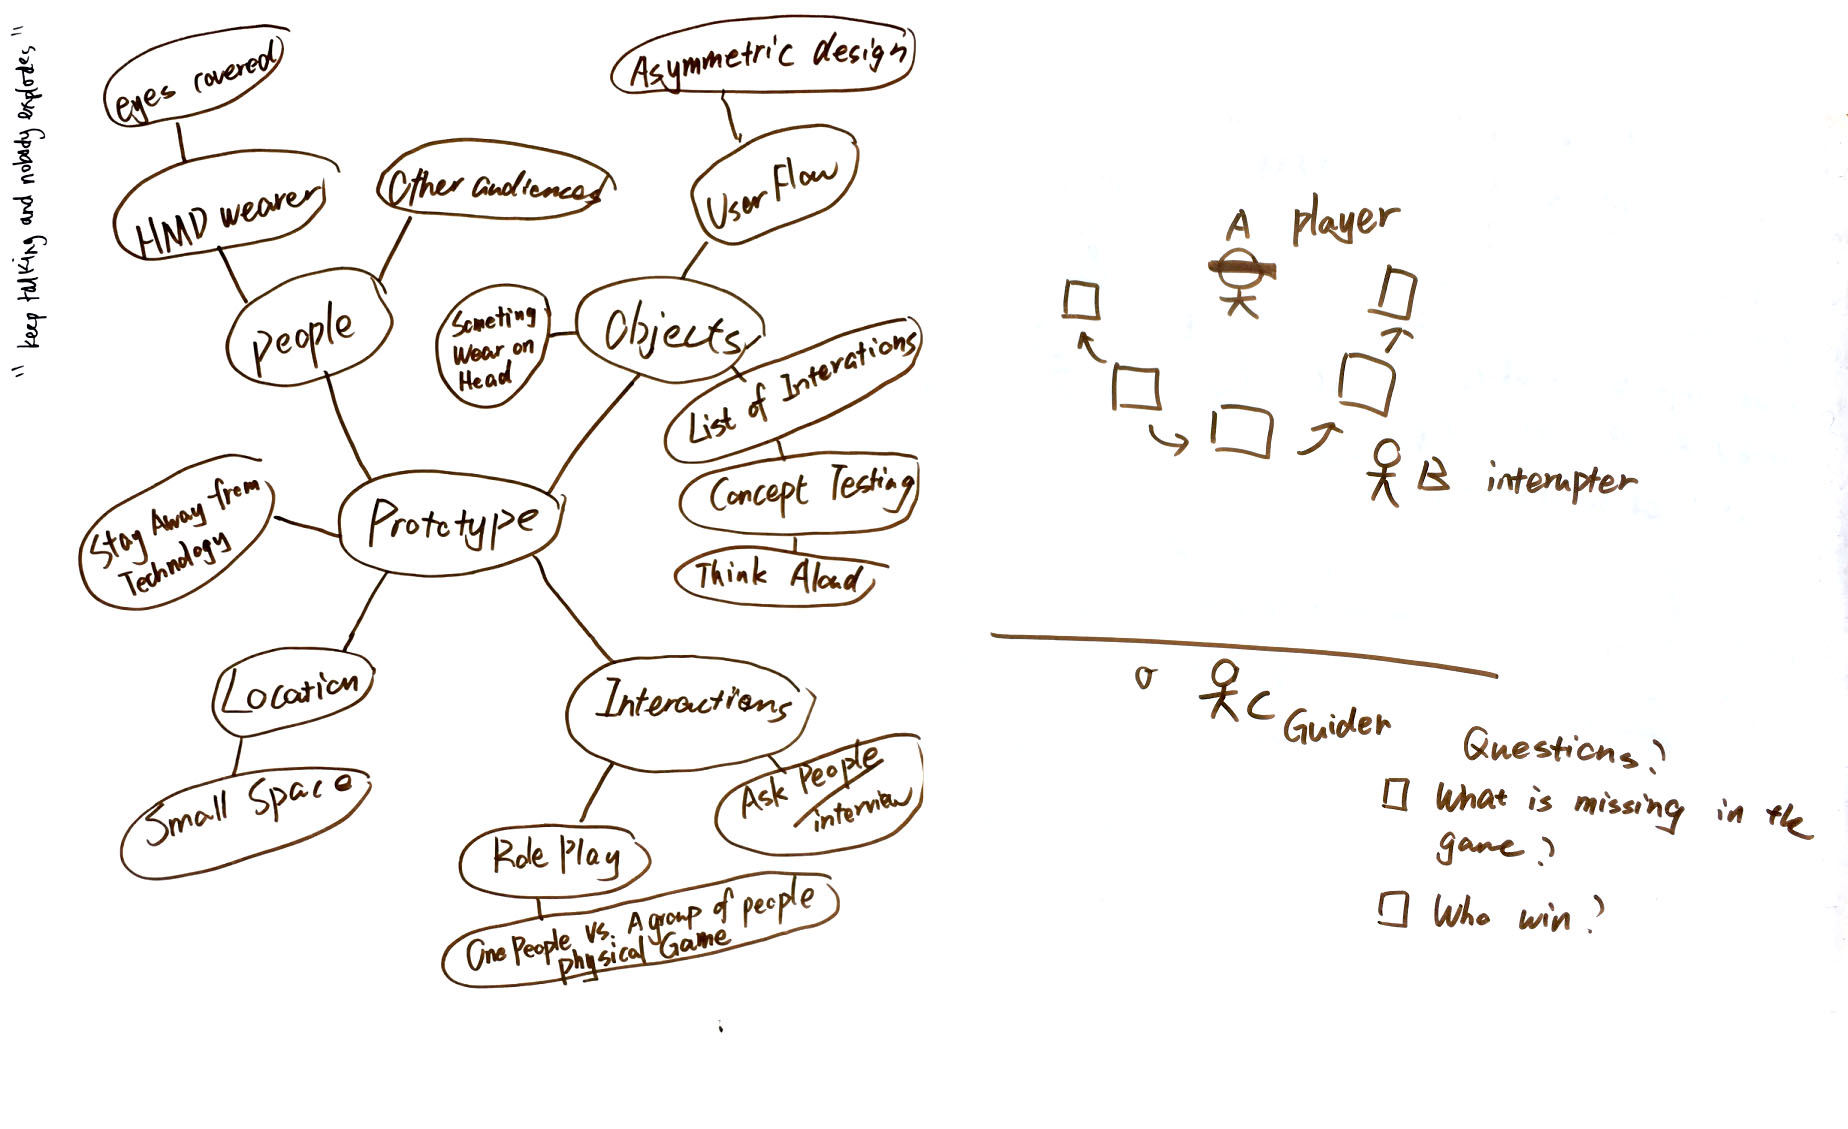 "keep talking and nobody explodes"
eyes covered
HMD wearer
Other audiences
People
Asymmetric design
User Flow
Objects
Someting
Wear on
Head
List of Interations
Concept Testing
Think Aloud
Prototype
Stay Away from
Technology
Location
Small Space
Interactions
Ask People
interview
Role Play
One People vs. A group of people
physical Game
A player
B interupter
C Guider
Questions?
What is missing in the
game?
Who win?